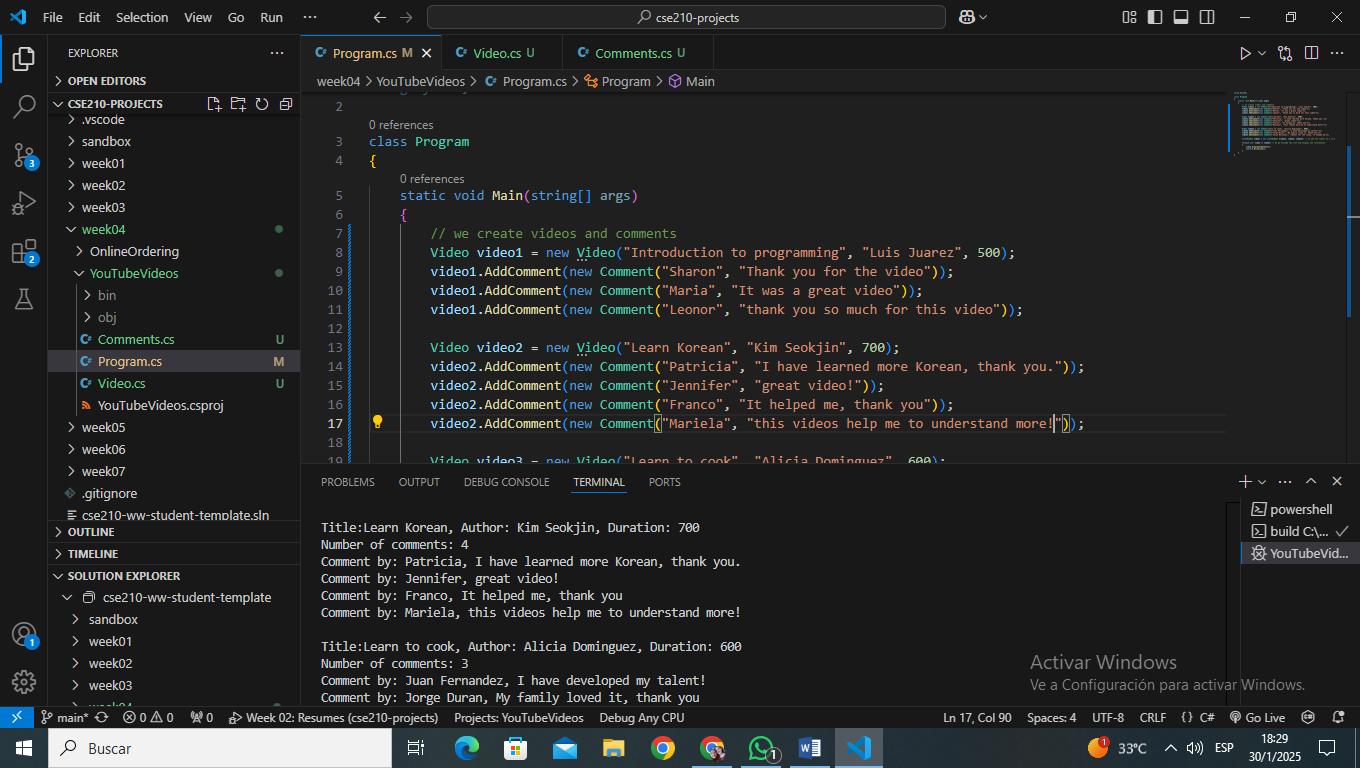 File Edit Selection View Go Run ···
cse210-projects
EXPLORER
OPEN EDITORS
CSE210-PROJECTS
.vscode
sandbox
week01
week02
week03
week04
OnlineOrdering
YouTubeVideos
bin
obj
Comments.cs U
Program.cs M
Video.cs U
YouTubeVideos.csproj
week05
week06
week07
.gitignore
cse210-ww-student-template.sln
OUTLINE
TIMELINE
SOLUTION EXPLORER
cse210-ww-student-template
sandbox
week01
week02
week03
week04
3
2
1
Program.cs M
Video.cs U
Comments.cs U
week04 > YouTubeVideos > Program.cs > Program > Main
2
0 references
3 class Program
4 {
0 references
5 static void Main(string[] args)
6 {
7 // we create videos and comments
8 Video video1 = new Video("Introduction to programming", "Luis Juarez", 500);
9 video1.AddComment(new Comment("Sharon", "Thank you for the video"));
10 video1.AddComment(new Comment("Maria", "It was a great video"));
11 video1.AddComment(new Comment("Leonor", "thank you so much for this video"));
12
13 Video video2 = new Video("Learn Korean", "Kim Seokjin", 700);
14 video2.AddComment(new Comment("Patricia", "I have learned more Korean, thank you."));
15 video2.AddComment(new Comment("Jennifer", "great video!"));
16 video2.AddComment(new Comment("Franco", "It helped me, thank you"));
17 video2.AddComment(new Comment("Mariela", "this videos help me to understand more!"));
18
19 Video video3 = new Video("Learn to cook", "Alicia Dominguez", 600);
PROBLEMS OUTPUT DEBUG CONSOLE TERMINAL PORTS
Title:Learn Korean, Author: Kim Seokjin, Duration: 700
Number of comments: 4
Comment by: Patricia, I have learned more Korean, thank you.
Comment by: Jennifer, great video!
Comment by: Franco, It helped me, thank you
Comment by: Mariela, this videos help me to understand more!
Title:Learn to cook, Author: Alicia Dominguez, Duration: 600
Number of comments: 3
Comment by: Juan Fernandez, I have developed my talent!
Comment by: Jorge Duran, My family loved it, thank you
powershell
build C:\...
YouTubeVid...
Activar Windows
Ve a Configuración para activar Windows.
main* 0 0 0 Week 02: Resumes (cse210-projects) Projects: YouTubeVideos Debug Any CPU Ln 17, Col 90 Spaces: 4 UTF-8 CRLF {} C# Go Live
Buscar
1
1
33°C
ESP
18:29
30/1/2025